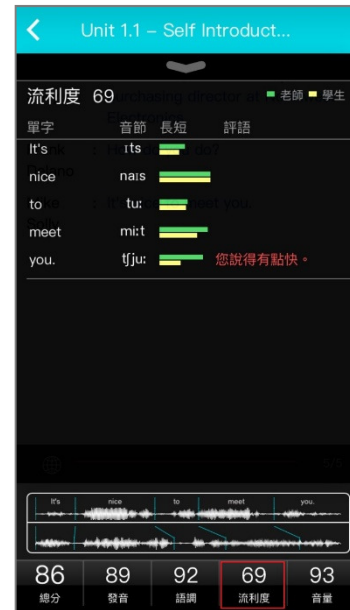 Unit 1.1 – Self Introduct...
流利度 69
老師 學生
單字 音節 長短 評語
It's ɪts
nice naɪs
to tuː
meet miːt
you. tʃjuː 您說得有點快。
It's nice to meet you.
86 89 92 69 93
總分 發音 語調 流利度 音量